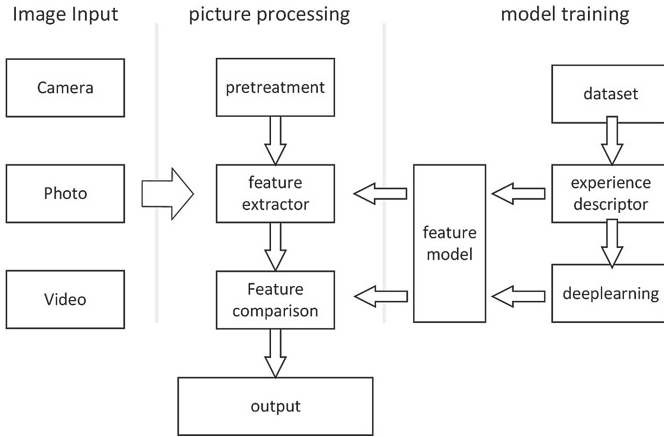 Image Input
picture processing
model training
Camera
Photo
Video
pretreatment
feature
extractor
Feature
comparison
output
feature
model
dataset
experience
descriptor
deeplearning